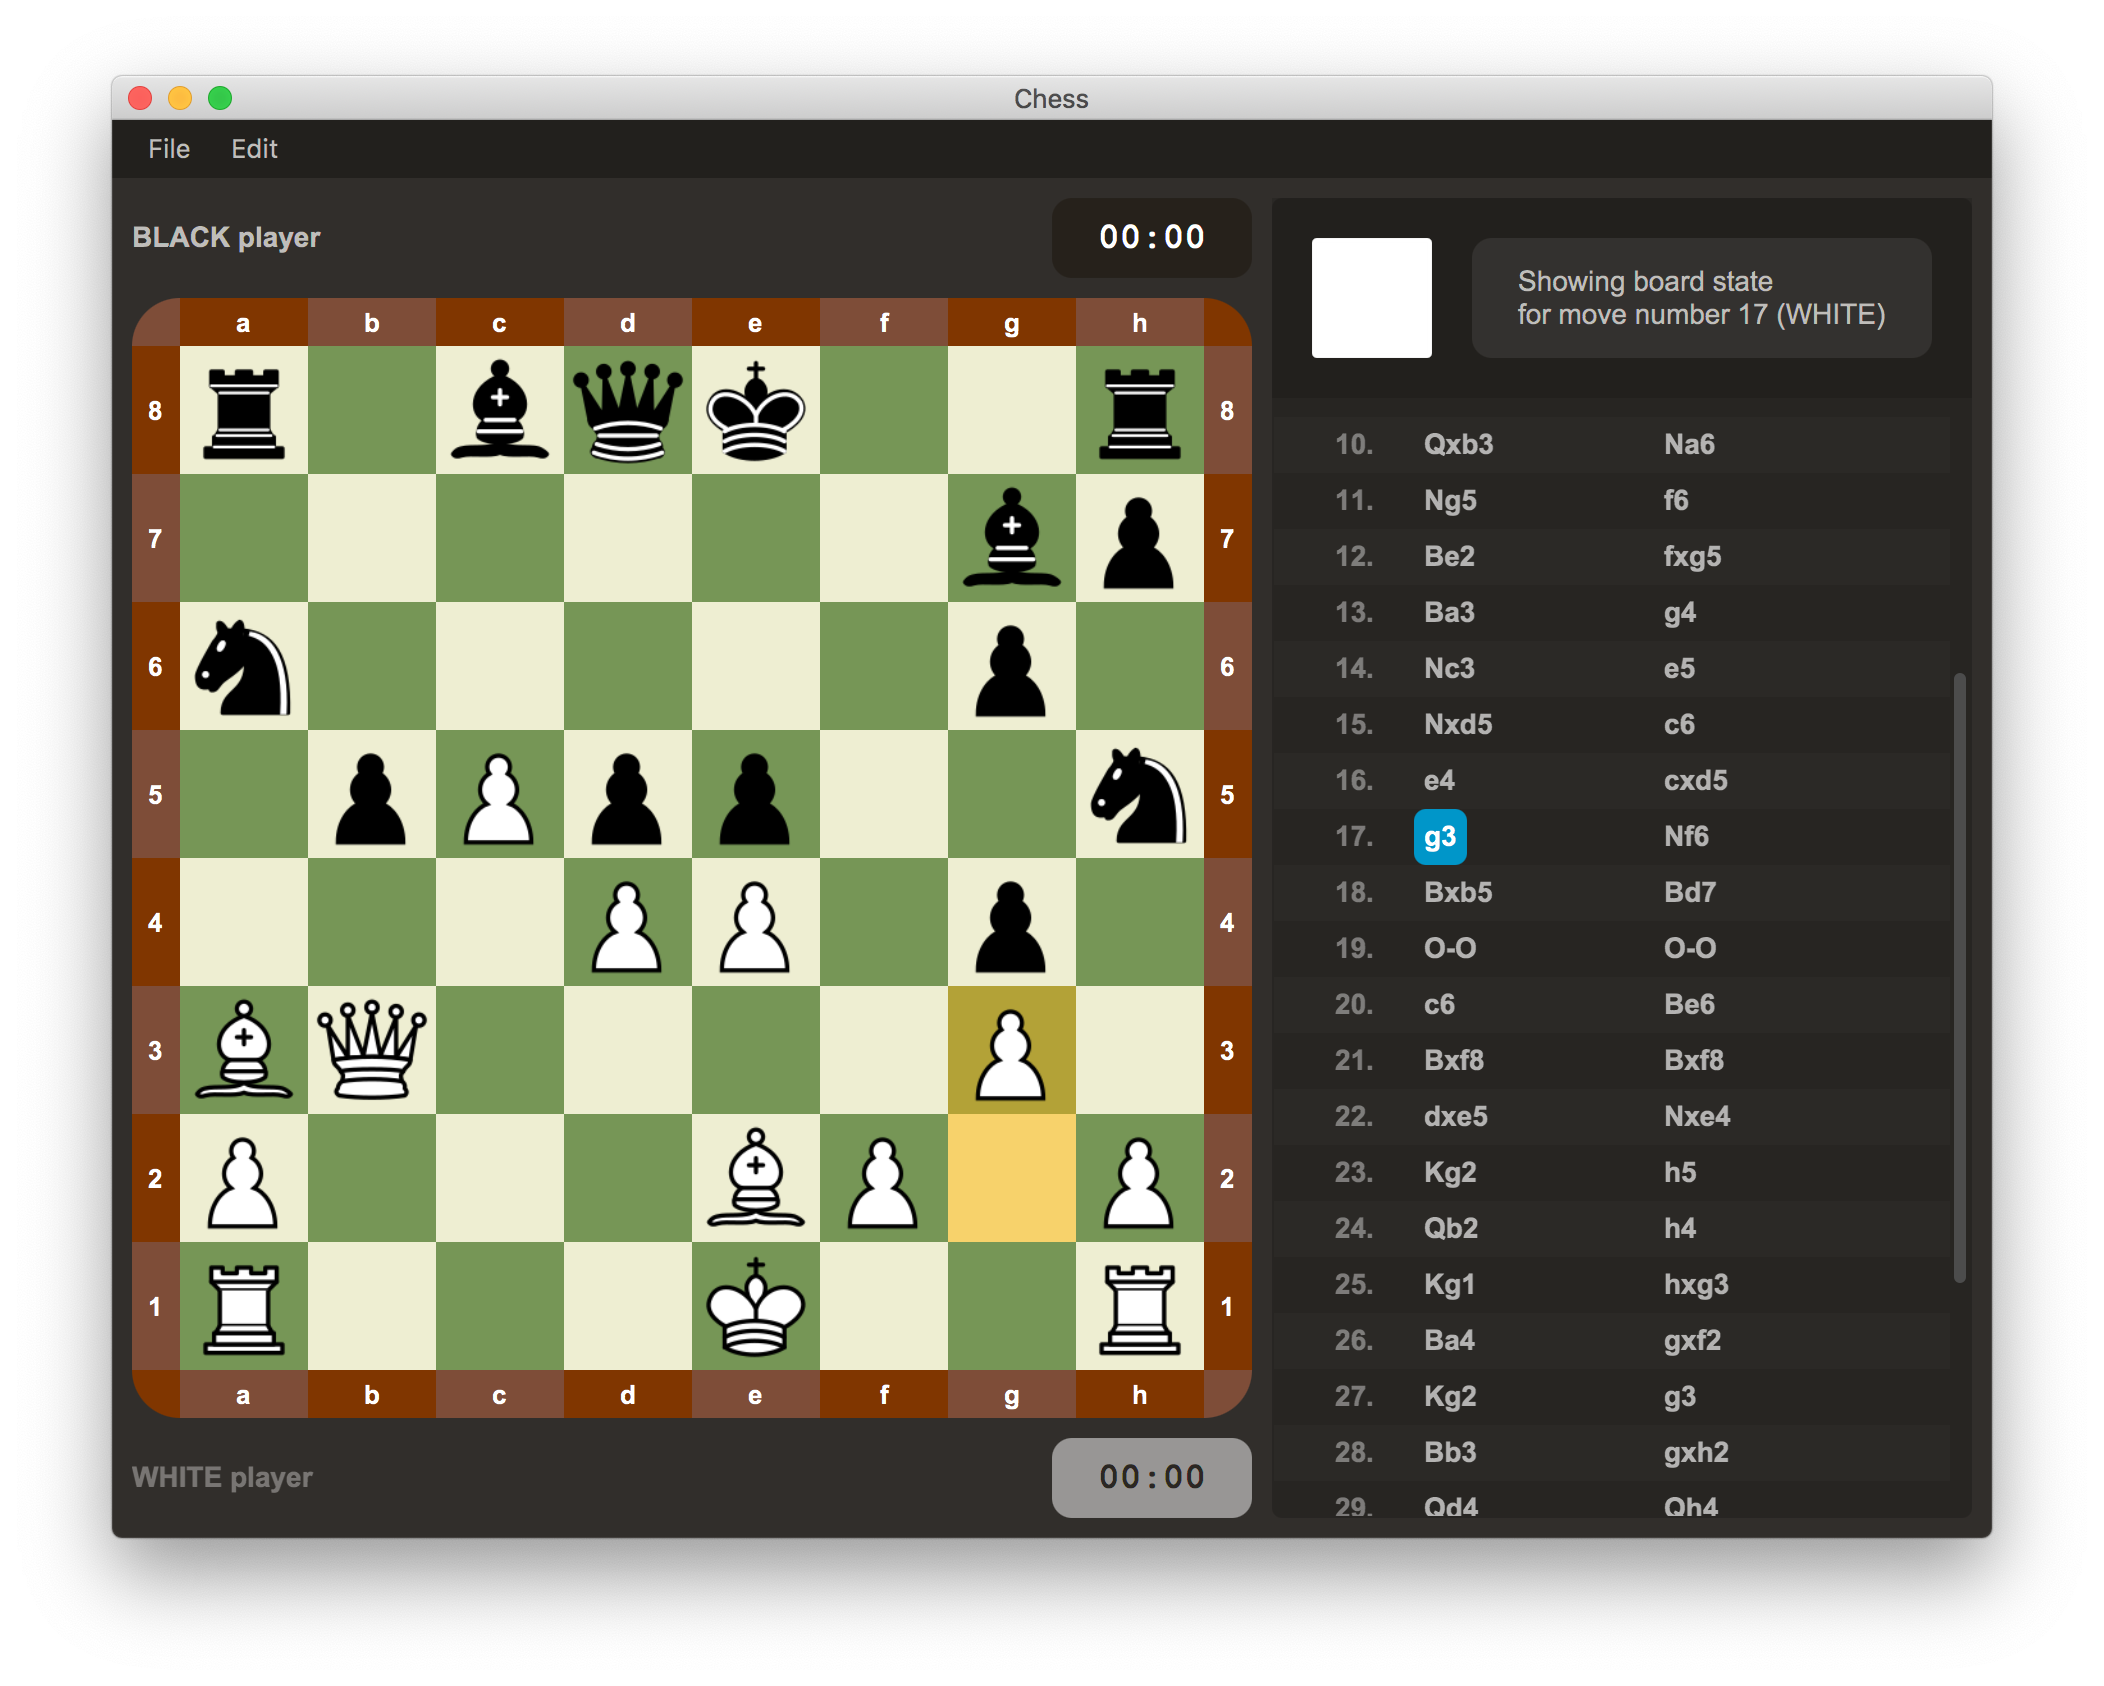 Chess
File Edit
BLACK player 00:00
Showing board state
for move number 17 (WHITE)
a b c d e f g h
8 8
7 7
6 6
5 5
4 4
3 3
2 2
1 1
a b c d e f g h
WHITE player 00:00
10. Qxb3 Na6
11. Ng5 f6
12. Be2 fxg5
13. Ba3 g4
14. Nc3 e5
15. Nxd5 c6
16. e4 cxd5
17. g3 Nf6
18. Bxb5 Bd7
19. O-O O-O
20. c6 Be6
21. Bxf8 Bxf8
22. dxe5 Nxe4
23. Kg2 h5
24. Qb2 h4
25. Kg1 hxg3
26. Ba4 gxf2
27. Kg2 g3
28. Bb3 gxh2
29. Qd4 Qh4